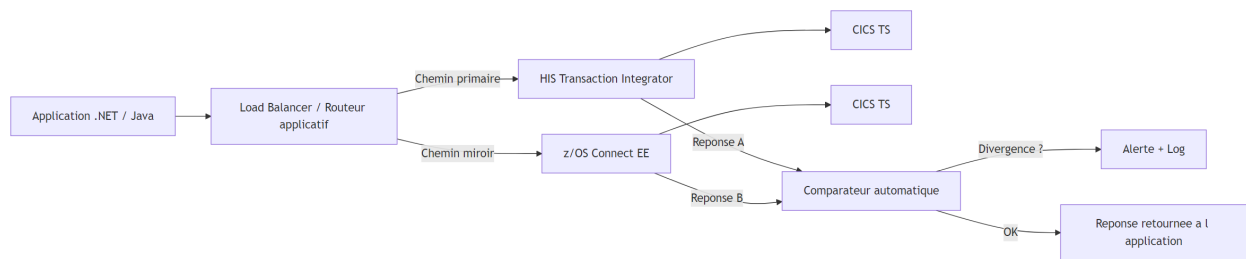 Application .NET / Java
Load Balancer / Routeur
applicatif
Chemin primaire
Chemin miroir
HIS Transaction Integrator
z/OS Connect EE
CICS TS
CICS TS
Reponse A
Reponse B
Comparateur automatique
Divergence ?
OK
Alerte + Log
Reponse retournee a l
application